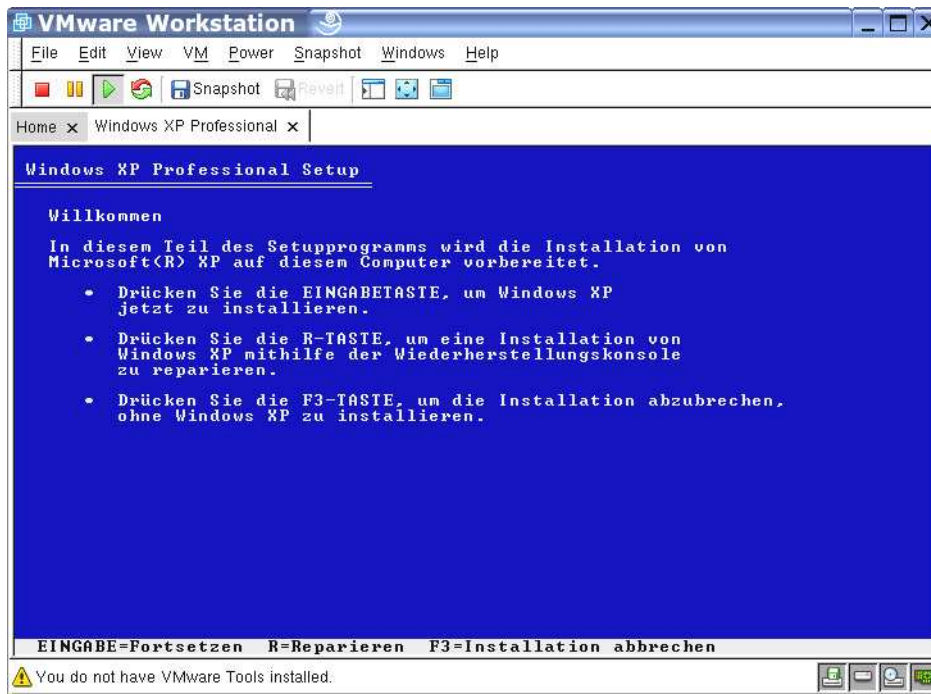 VMware Workstation
File Edit View VM Power Snapshot Windows Help
Snapshot Revert
Home x Windows XP Professional x
Windows XP Professional Setup
Willkommen
In diesem Teil des Setupprogramms wird die Installation von
Microsoft(R) XP auf diesem Computer vorbereitet.
• Drücken Sie die EINGABETASTE, um Windows XP
jetzt zu installieren.
• Drücken Sie die R-TASTE, um eine Installation von
Windows XP mithilfe der Wiederherstellungskonsole
zu reparieren.
• Drücken Sie die F3-TASTE, um die Installation abzubrechen,
ohne Windows XP zu installieren.
EINGABE=Fortsetzen R=Reparieren F3=Installation abbrechen
You do not have VMware Tools installed.